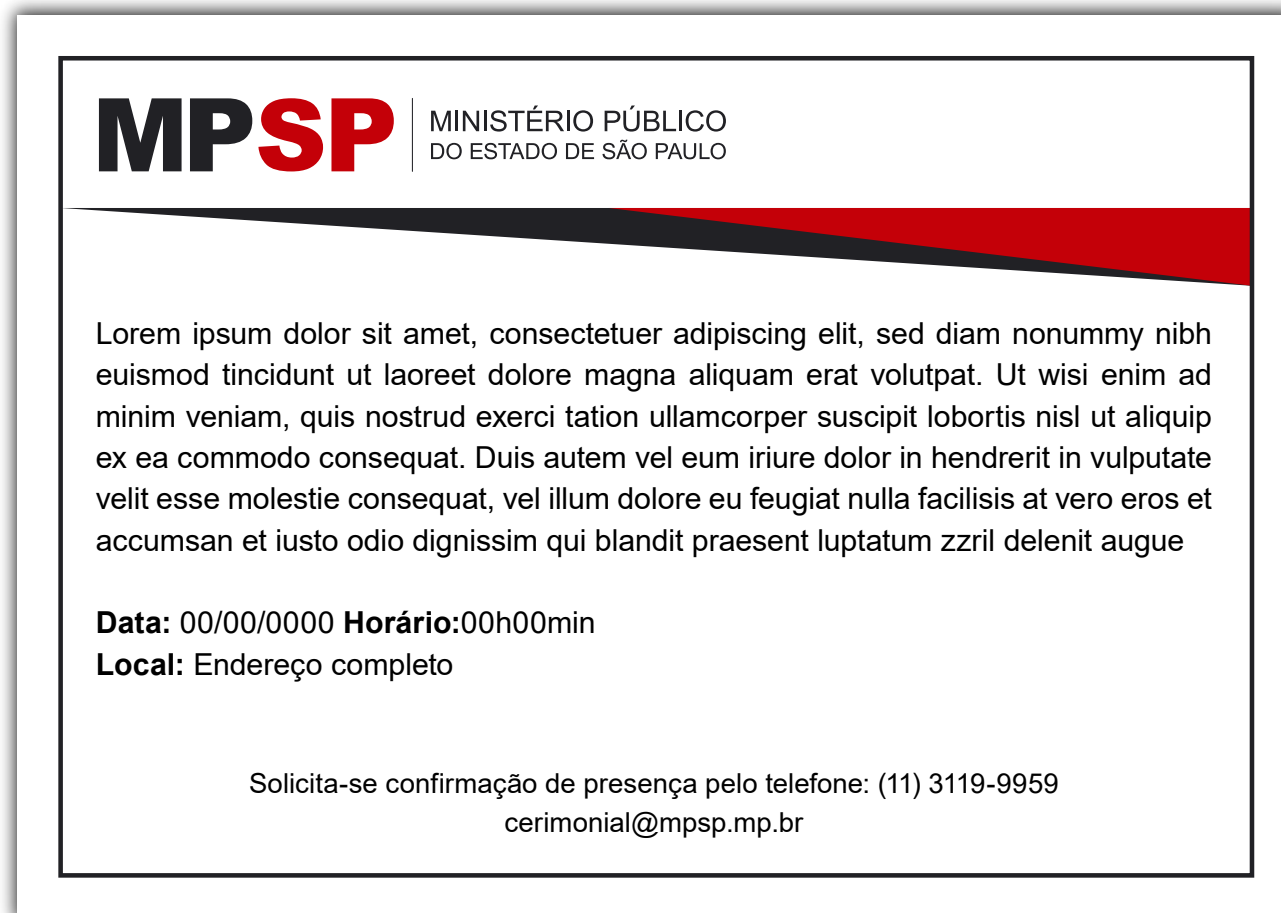 MPSP
MINISTÉRIO PÚBLICO
DO ESTADO DE SÃO PAULO
Lorem ipsum dolor sit amet, consectetuer adipiscing elit, sed diam nonummy nibh
euismod tincidunt ut laoreet dolore magna aliquam erat volutpat. Ut wisi enim ad
minim veniam, quis nostrud exerci tation ullamcorper suscipit lobortis nisl ut aliquip
ex ea commodo consequat. Duis autem vel eum iriure dolor in hendrerit in vulputate
velit esse molestie consequat, vel illum dolore eu feugiat nulla facilisis at vero eros et
accumsan et iusto odio dignissim qui blandit praesent luptatum zzril delenit augue
Data: 00/00/0000 Horário:00h00min
Local: Endereço completo
Solicita-se confirmação de presença pelo telefone: (11) 3119-9959
cerimonial@mpsp.mp.br